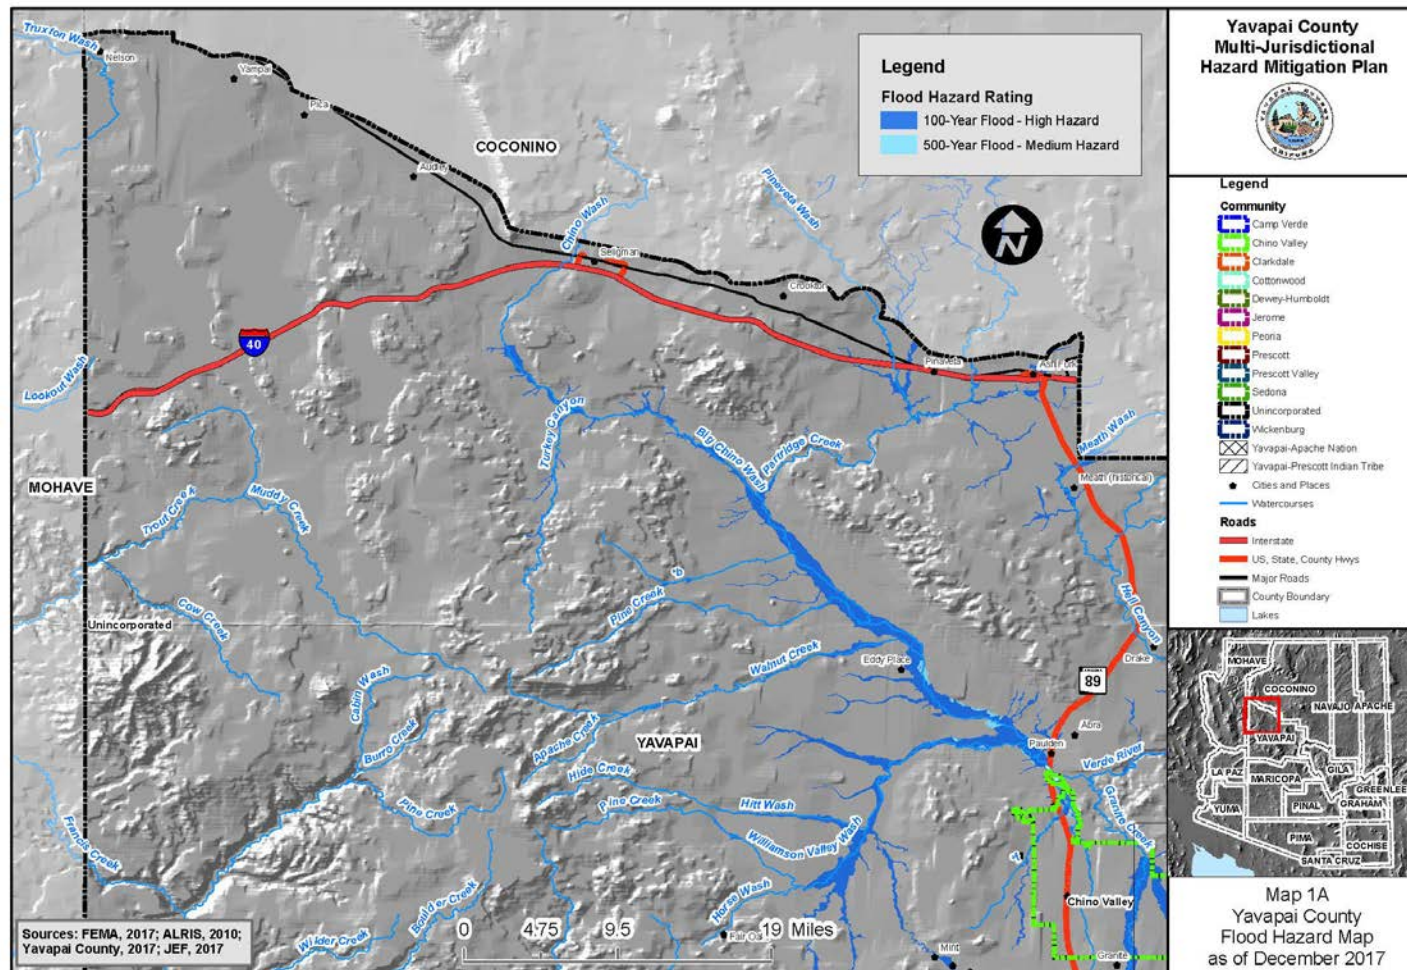 Yavapai County
Multi-Jurisdictional
Hazard Mitigation Plan
YAVAPAI COUNTY
ARIZONA
Legend
Flood Hazard Rating
100-Year Flood - High Hazard
500-Year Flood - Medium Hazard
Truxton Wash
Nelson
Yampai
Pica
COCONINO
Audley
Pineveta Wash
Chino Wash
N
Seligman
Crookton
40
Lookout Wash
Pinaveta
Ash Fork
Turkey Canyon
Big Chino Wash
Partridge Creek
Meath Wash
MOHAVE
Meath (historical)
Trout Creek
Muddy Creek
*b
Pine Creek
Cow Creek
Hell Canyon
Unincorporated
Walnut Creek
Eddy Place
Drake
Cabin Wash
89
Burro Creek
Apache Creek
YAVAPAI
Abra
Paulden
Verde River
Hide Creek
Pine Creek
Hitt Wash
Pine Creek
Granite Creek
Williamson Valley Wash
Francis Creek
Boulder Creek
Horse Wash
Chino Valley
Wilder Creek
Fair Oaks
Mint
Granite
0 4.75 9.5 19 Miles
Sources: FEMA, 2017; ALRIS, 2010;
Yavapai County, 2017; JEF, 2017
Legend
Community
Camp Verde
Chino Valley
Clarkdale
Cottonwood
Dewey-Humboldt
Jerome
Peoria
Prescott
Prescott Valley
Sedona
Unincorporated
Wickenburg
Yavapai-Apache Nation
Yavapai-Prescott Indian Tribe
Cities and Places
Watercourses
Roads
Interstate
US, State, County Hwys
Major Roads
County Boundary
Lakes
MOHAVE
COCONINO
NAVAJO
APACHE
YAVAPAI
LA PAZ
MARICOPA
GILA
GREENLEE
YUMA
PINAL
GRAHAM
PIMA
COCHISE
SANTA CRUZ
Map 1A
Yavapai County
Flood Hazard Map
as of December 2017